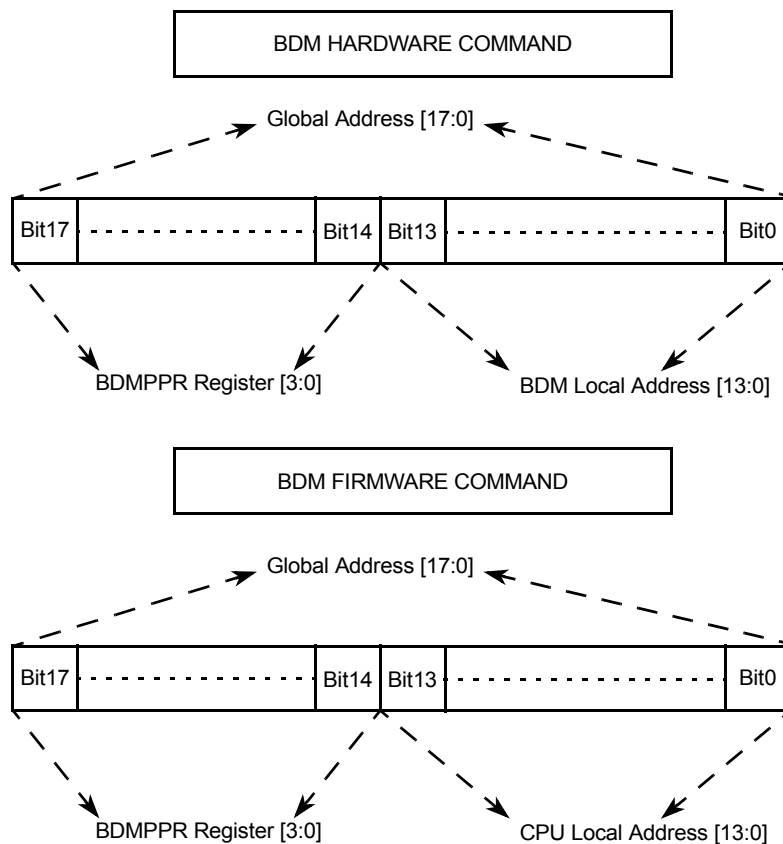 BDM HARDWARE COMMAND
Global Address [17:0]
Bit17 Bit14 Bit13 Bit0
BDMPPR Register [3:0] BDM Local Address [13:0]
BDM FIRMWARE COMMAND
Global Address [17:0]
Bit17 Bit14 Bit13 Bit0
BDMPPR Register [3:0] CPU Local Address [13:0]